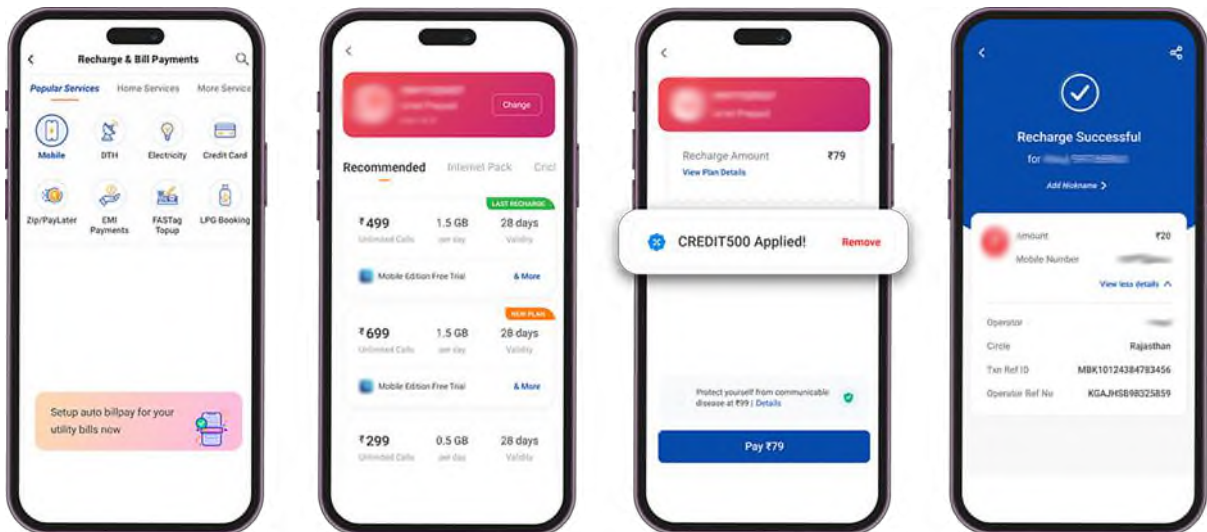 Recharge & Bill Payments
Popular Services Home Services More Service
Mobile DTH Electricity Credit Card
Zip/PayLater EMI Payments FASTag Topup LPG Booking
Setup auto billpay for your
utility bills now
Change
Recommended Internet Pack Cricl
LAST RECHARGE
₹499 1.5 GB 28 days
Unlimited Calls per day Validity
Mobile Edition Free Trial & More
NEW PLAN
₹699 1.5 GB 28 days
Unlimited Calls per day Validity
Mobile Edition Free Trial & More
₹299 0.5 GB 28 days
Unlimited Calls per day Validity
Recharge Amount ₹79
View Plan Details
CREDIT500 Applied! Remove
Protect yourself from communicable
disease at ₹99 | Details
Pay ₹79
Recharge Successful
for
Add Nickname >
Amount ₹20
Mobile Number
View less details
Operator
Circle Rajasthan
Txn Ref ID MBK10124384783456
Operator Ref No KGAJHSB98325859